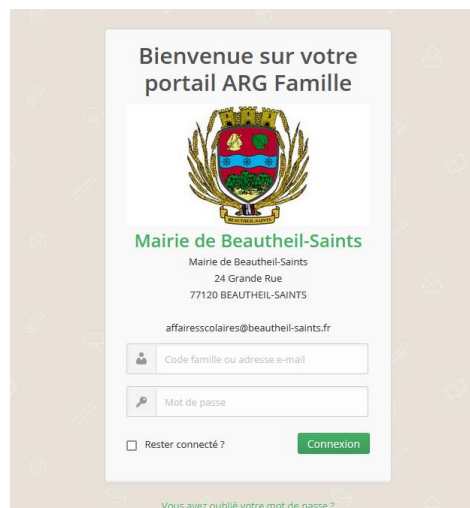 Bienvenue sur votre
portail ARG Famille
BEAUTHEIL-SAINTS
Mairie de Beautheil-Saints
Mairie de Beautheil-Saints
24 Grande Rue
77120 BEAUTHEIL-SAINTS
affairesscolaires@beautheil-saints.fr
Code famille ou adresse e-mail
Mot de passe
Rester connecté ?
Connexion
Vous avez oublié votre mot de passe ?